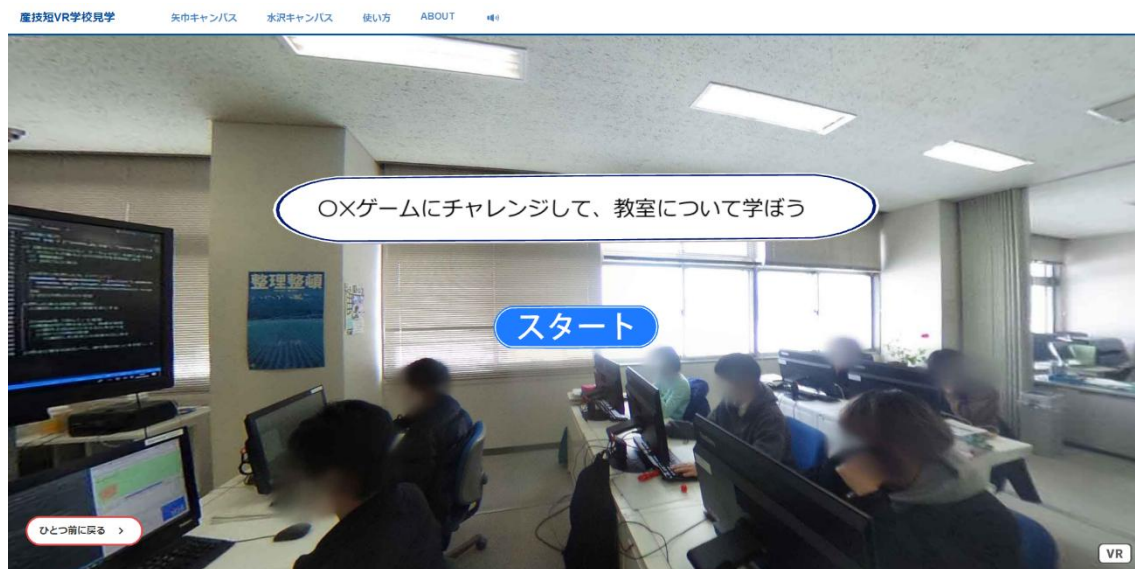 産技短VR学校見学
矢巾キャンパス
水沢キャンパス
使い方
ABOUT
〇×ゲームにチャレンジして、教室について学ぼう
整理整頓
スタート
ひとつ前に戻る >
VR